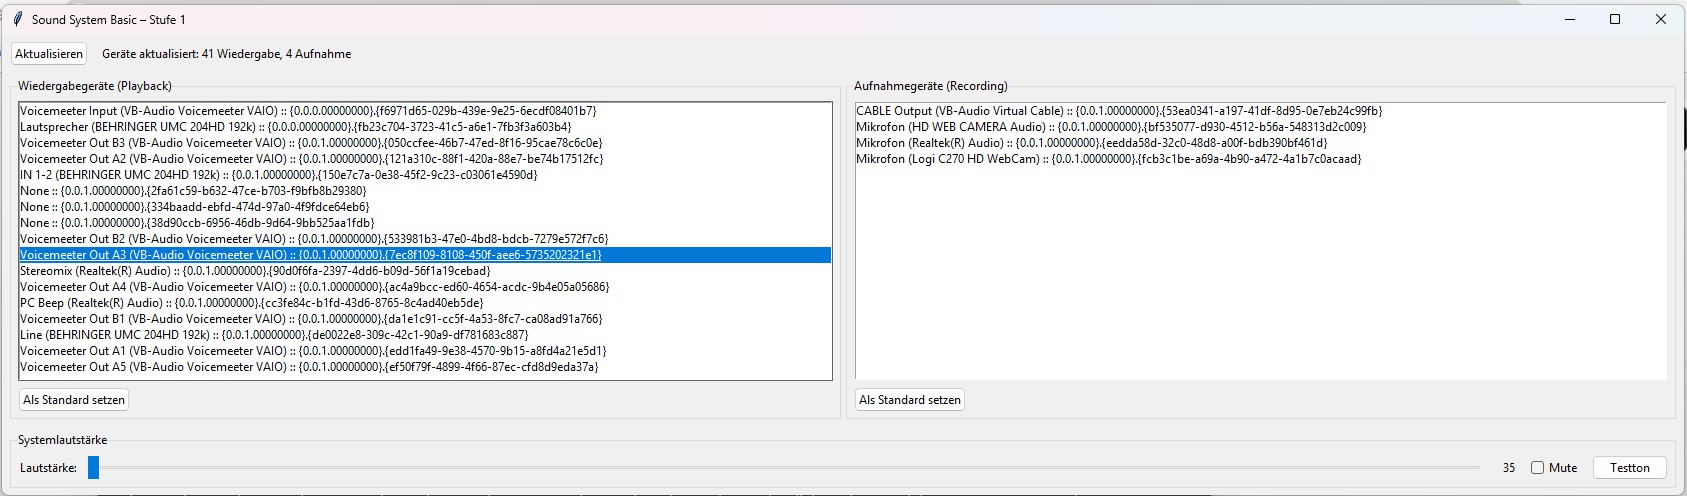 Sound System Basic – Stufe 1
Aktualisieren
Geräte aktualisiert: 41 Wiedergabe, 4 Aufnahme
Wiedergabegeräte (Playback)
Voicemeeter Input (VB-Audio Voicemeeter VAIO) :: {0.0.0.00000000}.{f6971d65-029b-439e-9e25-6ecdf08401b7}
Lautsprecher (BEHRINGER UMC 204HD 192k) :: {0.0.0.00000000}.{fb23c704-3723-41c5-a6e1-7fb3f3a603b4}
Voicemeeter Out B3 (VB-Audio Voicemeeter VAIO) :: {0.0.1.00000000}.{050ccfee-46b7-47ed-8f16-95cae78c6c0e}
Voicemeeter Out A2 (VB-Audio Voicemeeter VAIO) :: {0.0.1.00000000}.{121a310c-88f1-420a-88e7-be74b17512fc}
IN 1-2 (BEHRINGER UMC 204HD 192k) :: {0.0.1.00000000}.{150e7c7a-0e38-45f2-9c23-c03061e4590d}
None :: {0.0.1.00000000}.{2fa61c59-b632-47ce-b703-f9bfb8b29380}
None :: {0.0.1.00000000}.{334baadd-ebfd-474d-97a0-4f9fdce64eb6}
None :: {0.0.1.00000000}.{38d90ccb-6956-46db-9d64-9bb525aa1fdb}
Voicemeeter Out B2 (VB-Audio Voicemeeter VAIO) :: {0.0.1.00000000}.{533981b3-47e0-4bd8-bdcb-7279e572f7c6}
Voicemeeter Out A3 (VB-Audio Voicemeeter VAIO) :: {0.0.1.00000000}.{7ec8f109-8108-450f-aee6-5735202321e1}
Stereomix (Realtek(R) Audio) :: {0.0.1.00000000}.{90d0f6fa-2397-4dd6-b09d-56f1a19cebad}
Voicemeeter Out A4 (VB-Audio Voicemeeter VAIO) :: {0.0.1.00000000}.{ac4a9bcc-ed60-4654-acdc-9b4e05a05686}
PC Beep (Realtek(R) Audio) :: {0.0.1.00000000}.{cc3fe84c-b1fd-43d6-8765-8c4ad40eb5de}
Voicemeeter Out B1 (VB-Audio Voicemeeter VAIO) :: {0.0.1.00000000}.{da1e1c91-cc5f-4a53-8fc7-ca08ad91a766}
Line (BEHRINGER UMC 204HD 192k) :: {0.0.1.00000000}.{de0022e8-309c-42c1-90a9-df781683c887}
Voicemeeter Out A1 (VB-Audio Voicemeeter VAIO) :: {0.0.1.00000000}.{edd1fa49-9e38-4570-9b15-a8fd4a21e5d1}
Voicemeeter Out A5 (VB-Audio Voicemeeter VAIO) :: {0.0.1.00000000}.{ef50f79f-4899-4f66-87ec-cfd8d9eda37a}
Als Standard setzen
Aufnahmegeräte (Recording)
CABLE Output (VB-Audio Virtual Cable) :: {0.0.1.00000000}.{53ea0341-a197-41df-8d95-0e7eb24c99fb}
Mikrofon (HD WEB CAMERA Audio) :: {0.0.1.00000000}.{bf535077-d930-4512-b56a-548313d2c009}
Mikrofon (Realtek(R) Audio) :: {0.0.1.00000000}.{eedda58d-32c0-48d8-a00f-bdb390bf461d}
Mikrofon (Logi C270 HD WebCam) :: {0.0.1.00000000}.{fcb3c1be-a69a-4b90-a472-4a1b7c0acaad}
Als Standard setzen
Systemlautstärke
Lautstärke:
35
Mute
Testton